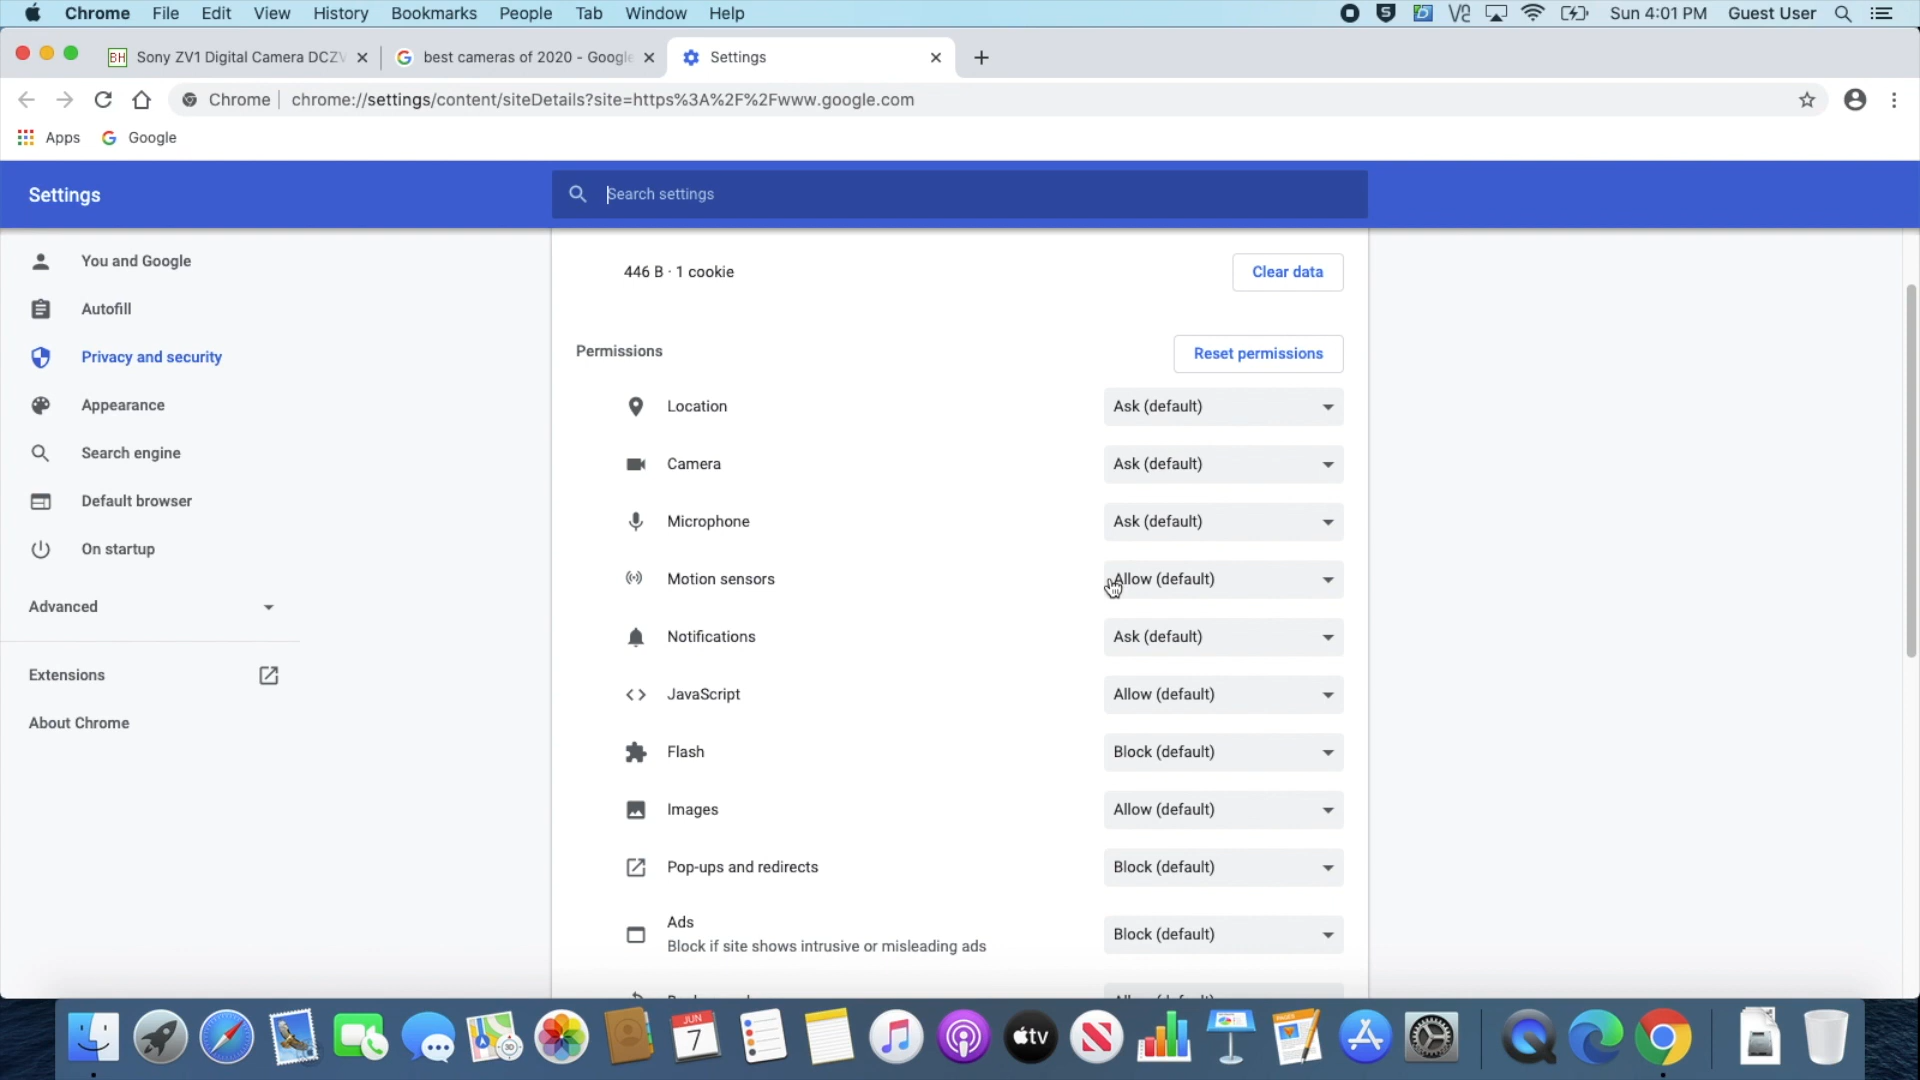 Chrome File Edit View History Bookmarks People Tab Window Help Sun 4:01 PM Guest User
BH Sony ZV1 Digital Camera DCZV best cameras of 2020 - Google Settings
Chrome chrome://settings/content/siteDetails?site=https%3A%2F%2Fwww.google.com
Apps Google
Settings
Search settings
You and Google
Autofill
Privacy and security
Appearance
Search engine
Default browser
On startup
Advanced
Extensions
About Chrome
446 B · 1 cookie Clear data
Permissions Reset permissions
Location Ask (default)
Camera Ask (default)
Microphone Ask (default)
Motion sensors Allow (default)
Notifications Ask (default)
JavaScript Allow (default)
Flash Block (default)
Images Allow (default)
Pop-ups and redirects Block (default)
Ads Block (default)
Block if site shows intrusive or misleading ads
JUN
7
3D
tv
PAGES